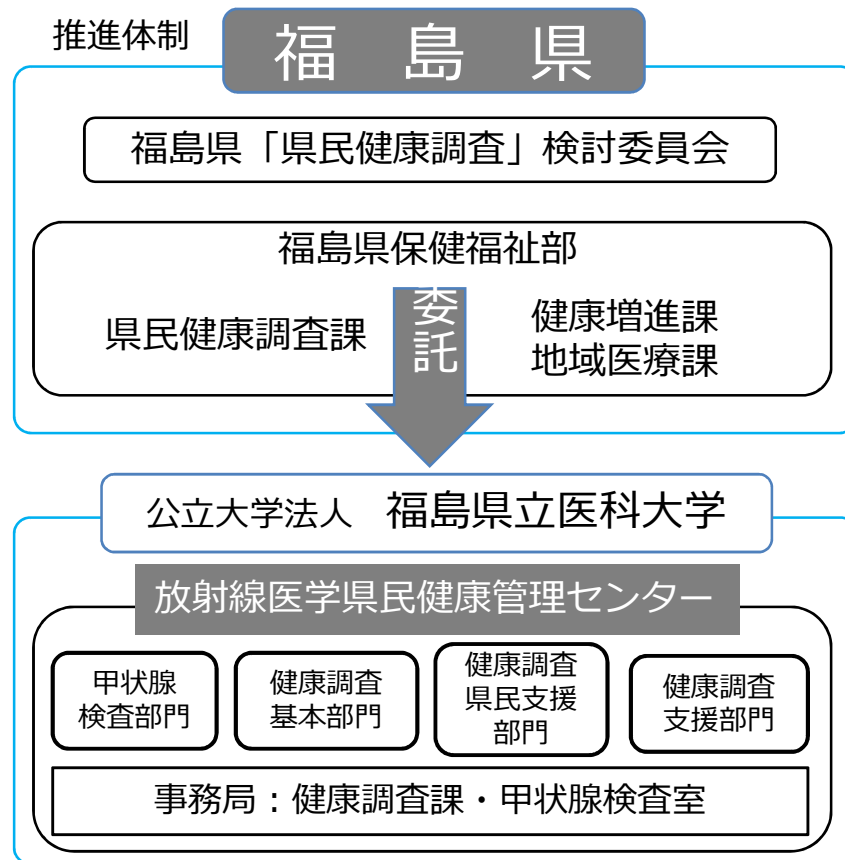 推進体制
福島県
福島県「県民健康調査」検討委員会
福島県保健福祉部
県民健康調査課
委託
健康増進課
地域医療課
公立大学法人 福島県立医科大学
放射線医学県民健康管理センター
甲状腺
検査部門
健康調査
基本部門
健康調査
県民支援
部門
健康調査
支援部門
事務局：健康調査課・甲状腺検査室